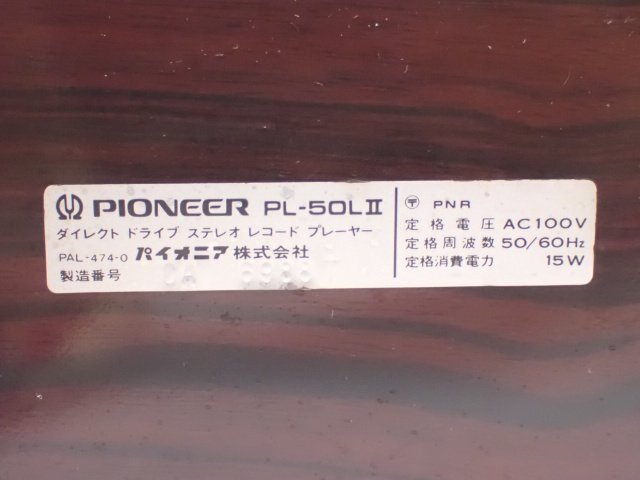 PIONEER PL-50LII
ダイレクト ドライブ ステレオ レコード プレーヤー
PAL-474-0 パイオニア株式会社
製造番号
〒 PNR
定格電圧 AC100V
定格周波数 50/60Hz
定格消費電力 15W